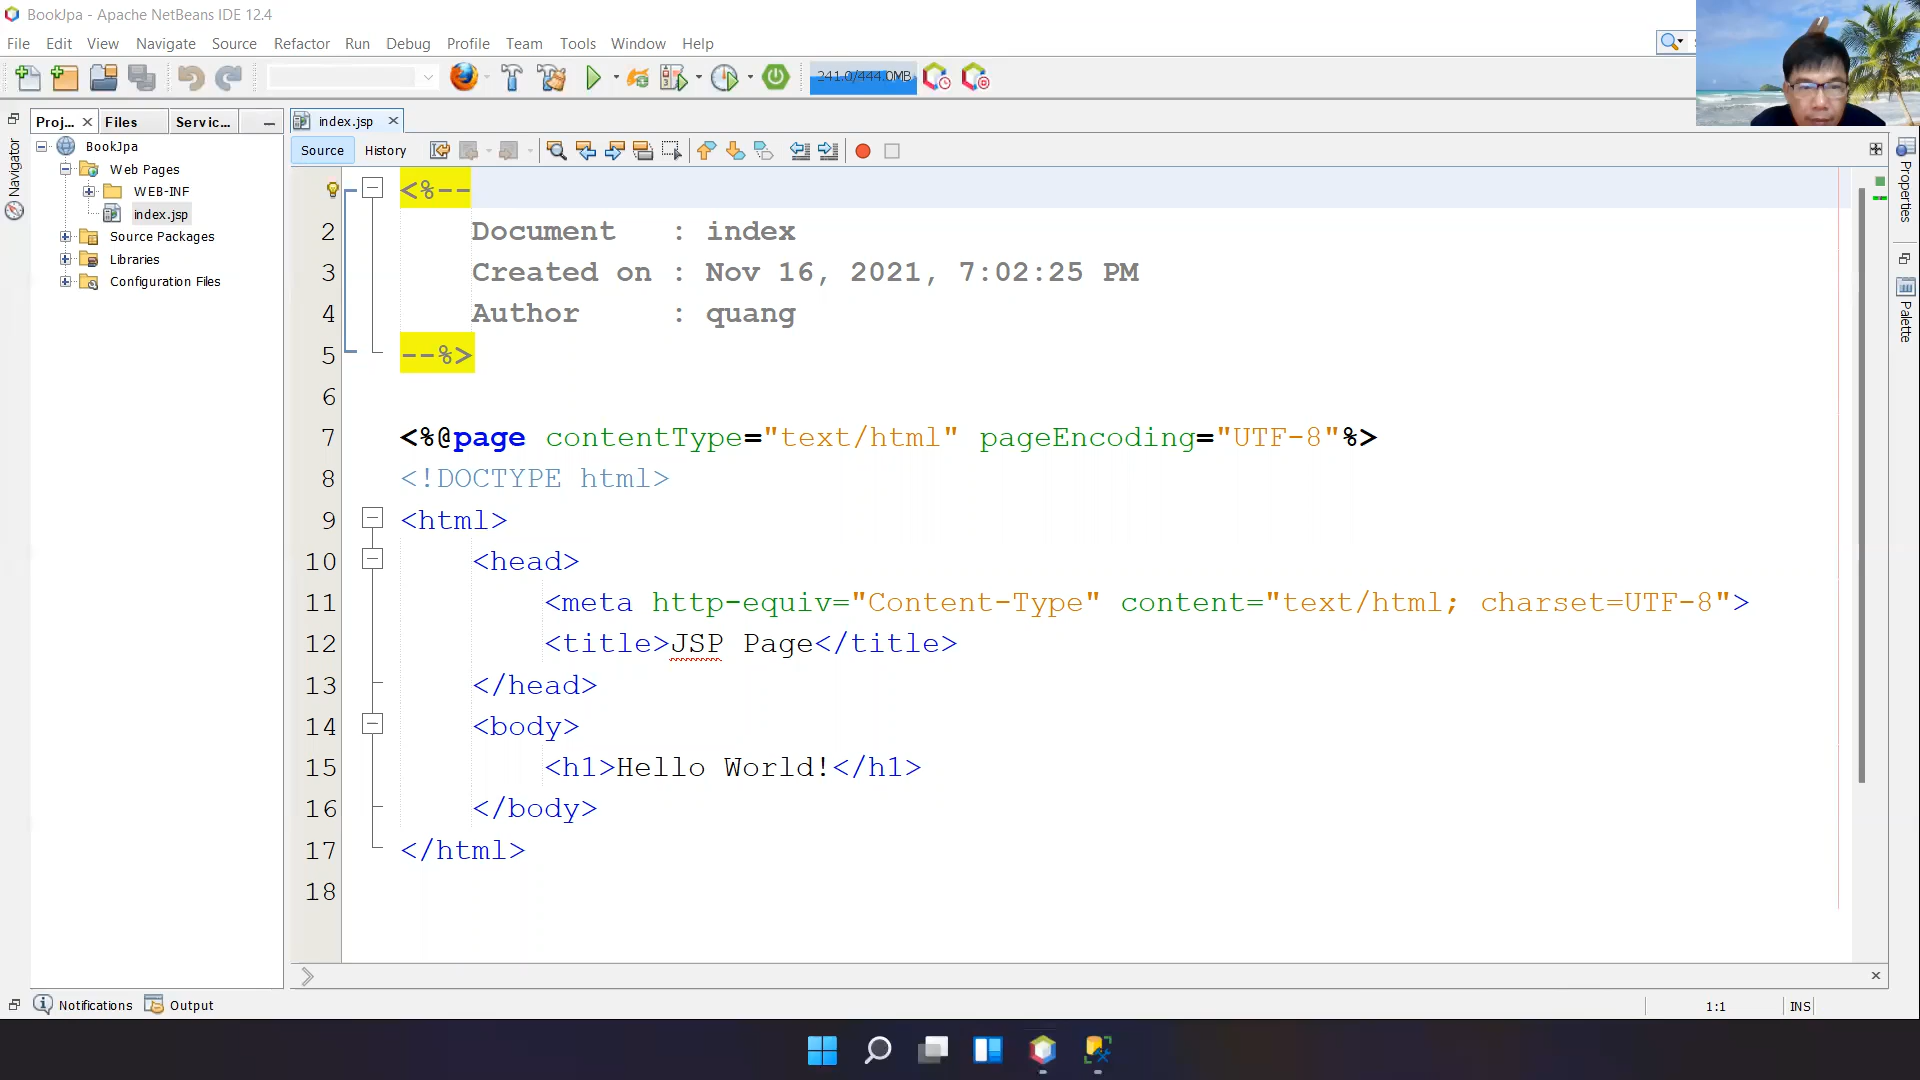 BookJpa - Apache NetBeans IDE 12.4
File Edit View Navigate Source Refactor Run Debug Profile Team Tools Window Help
241.0/444.0MB
Proj... Files Servic...
index.jsp
Navigator
BookJpa
Web Pages
WEB-INF
index.jsp
Source Packages
Libraries
Configuration Files
Source History
<%--
2 Document : index
3 Created on : Nov 16, 2021, 7:02:25 PM
4 Author : quang
5 --%>
6
7 <%@page contentType="text/html" pageEncoding="UTF-8"%>
8 <!DOCTYPE html>
9 <html>
10 <head>
11 <meta http-equiv="Content-Type" content="text/html; charset=UTF-8">
12 <title>JSP Page</title>
13 </head>
14 <body>
15 <h1>Hello World!</h1>
16 </body>
17 </html>
18
Properties
Palette
Notifications Output
1:1 INS